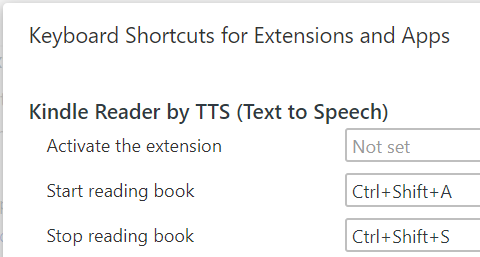 Keyboard Shortcuts for Extensions and Apps
Kindle Reader by TTS (Text to Speech)
Activate the extension Not set
Start reading book Ctrl+Shift+A
Stop reading book Ctrl+Shift+S